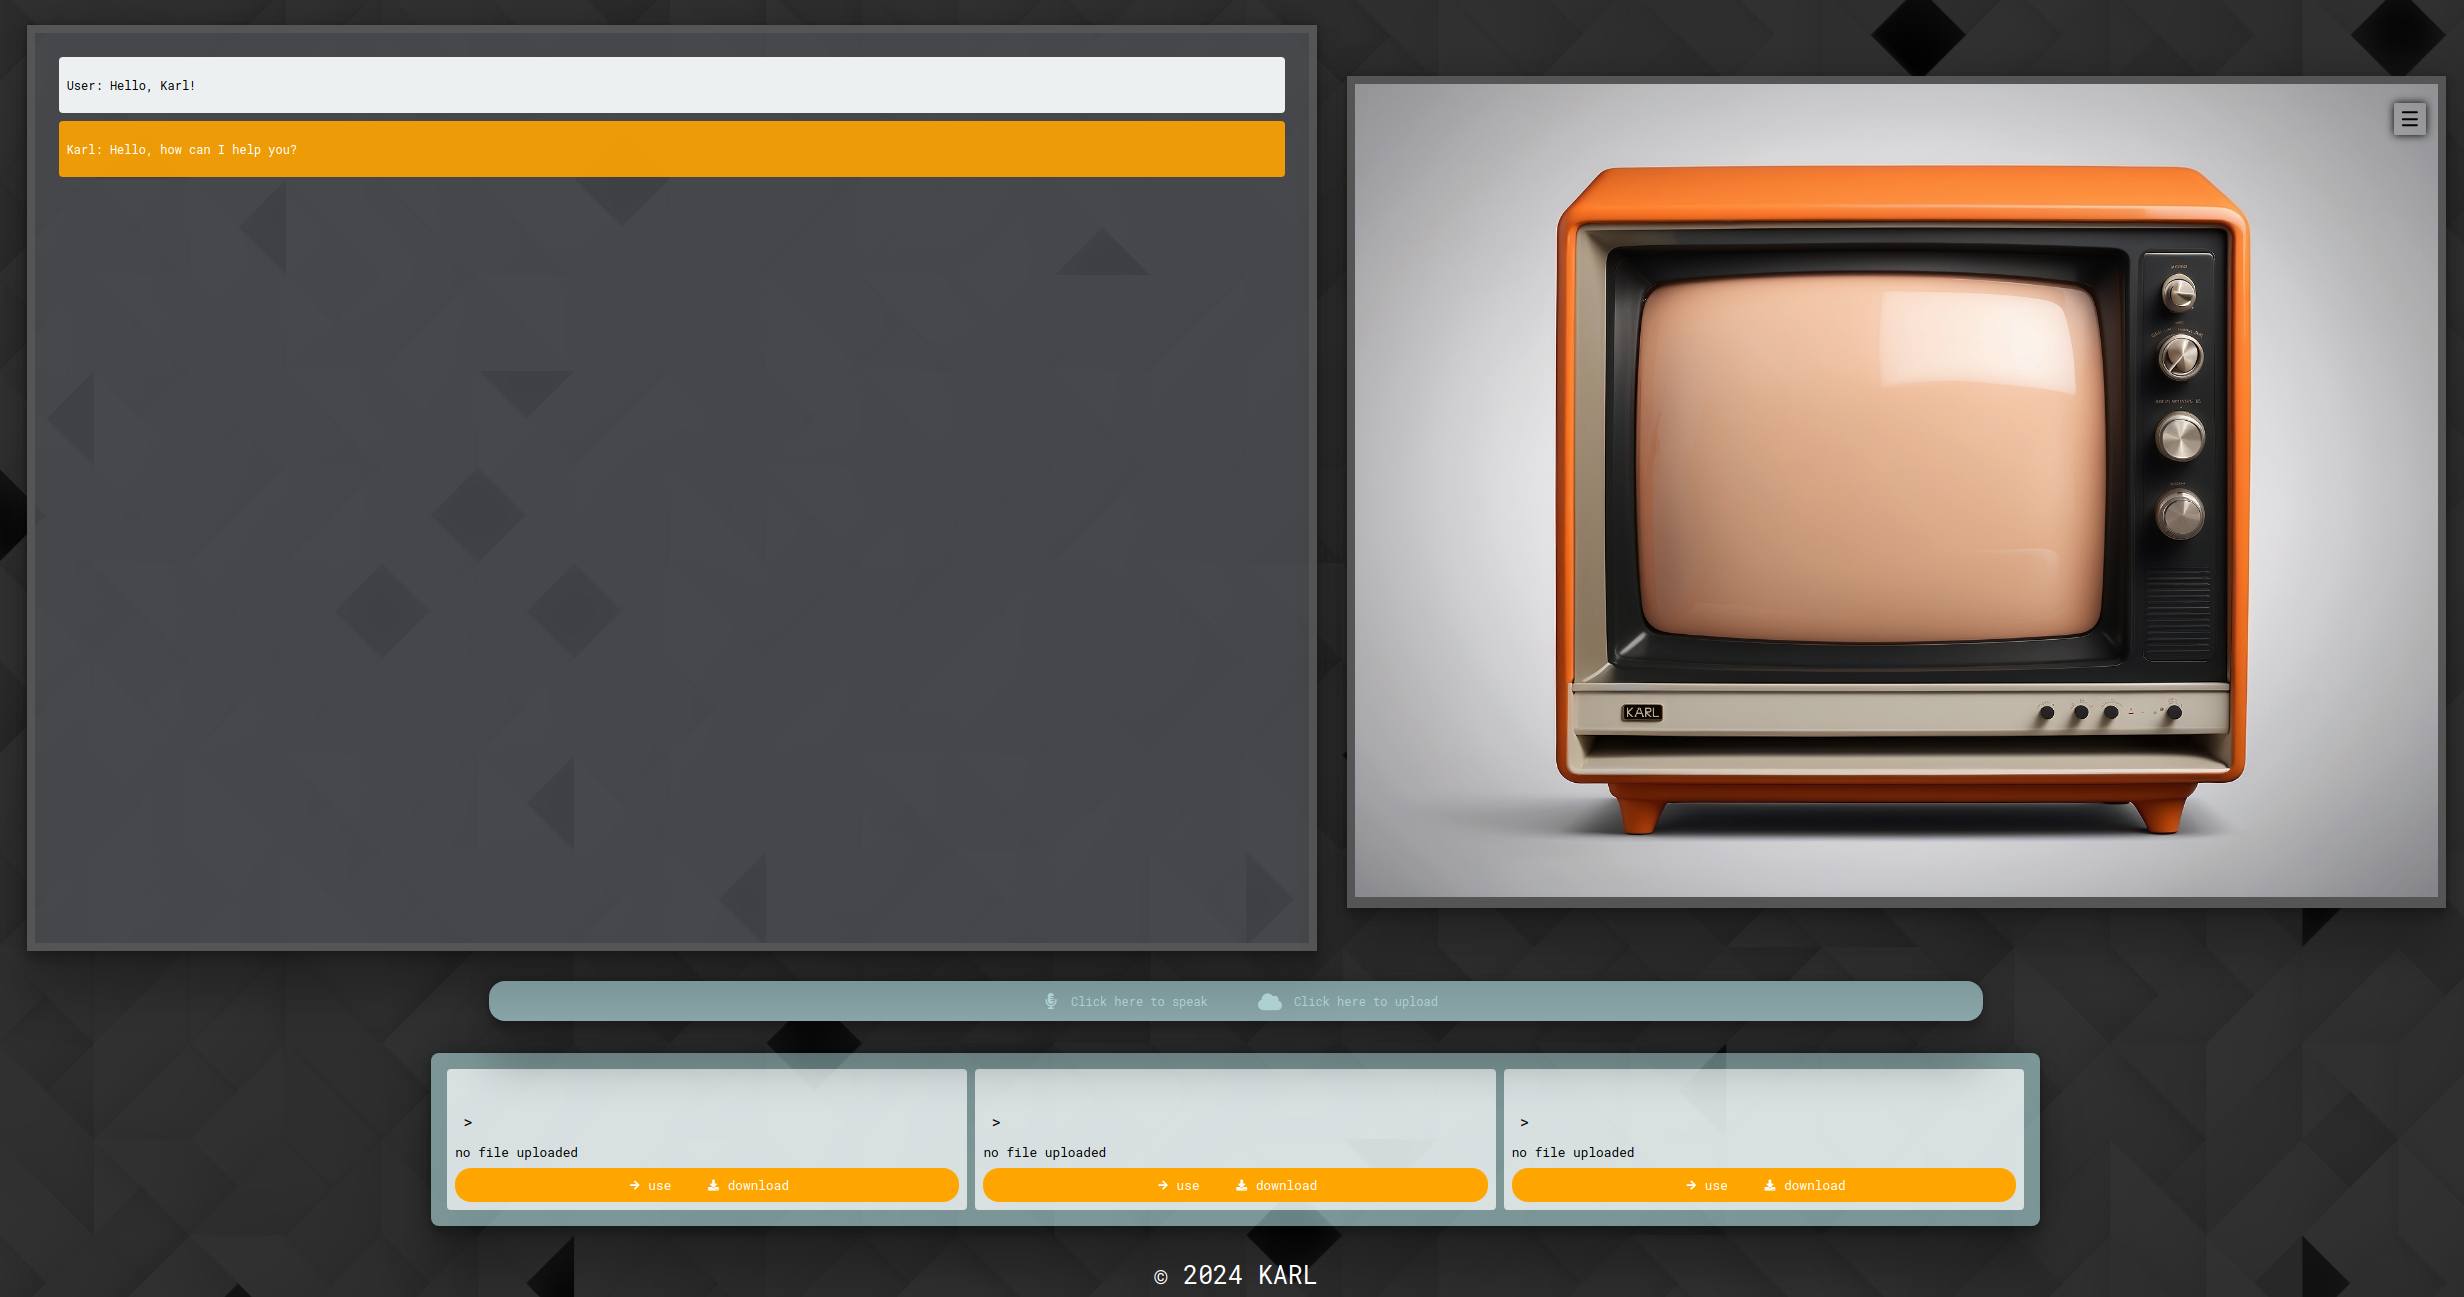 User: Hello, Karl!
Karl: Hello, how can I help you?
KARL
Click here to speak
Click here to upload
>
no file uploaded
use
download
>
no file uploaded
use
download
>
no file uploaded
use
download
© 2024 KARL